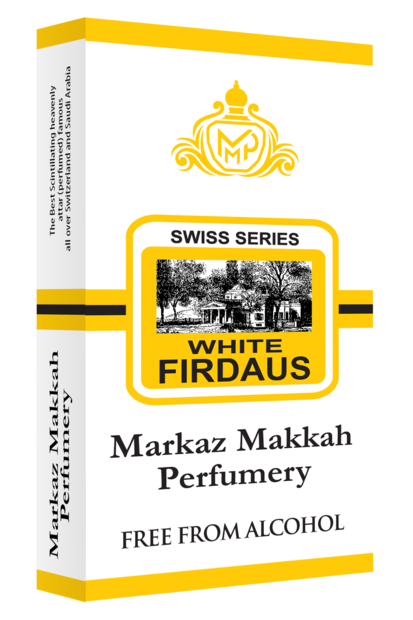 The Best Scintillating heavenly
attar (perfumed) famous
all over Switzerland and Saudi Arabia
Markaz Makkah
Perfumery
MMP
SWISS SERIES
WHITE
FIRDAUS
Markaz Makkah
Perfumery
FREE FROM ALCOHOL